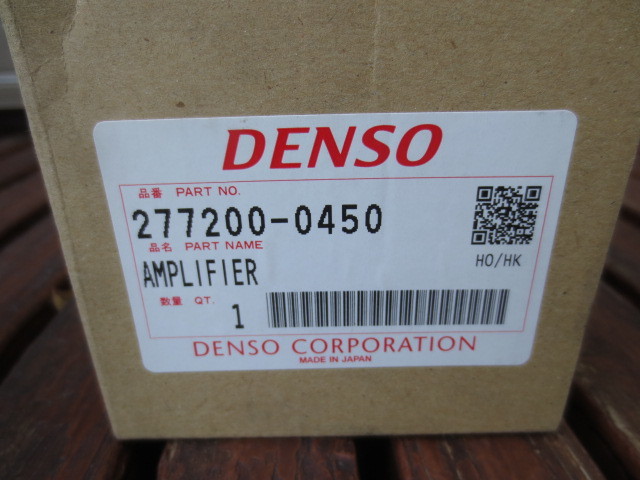 DENSO
品番 PART NO.
277200-0450
品名 PART NAME
AMPLIFIER
HO/HK
数量 QT.
1
DENSO CORPORATION
MADE IN JAPAN